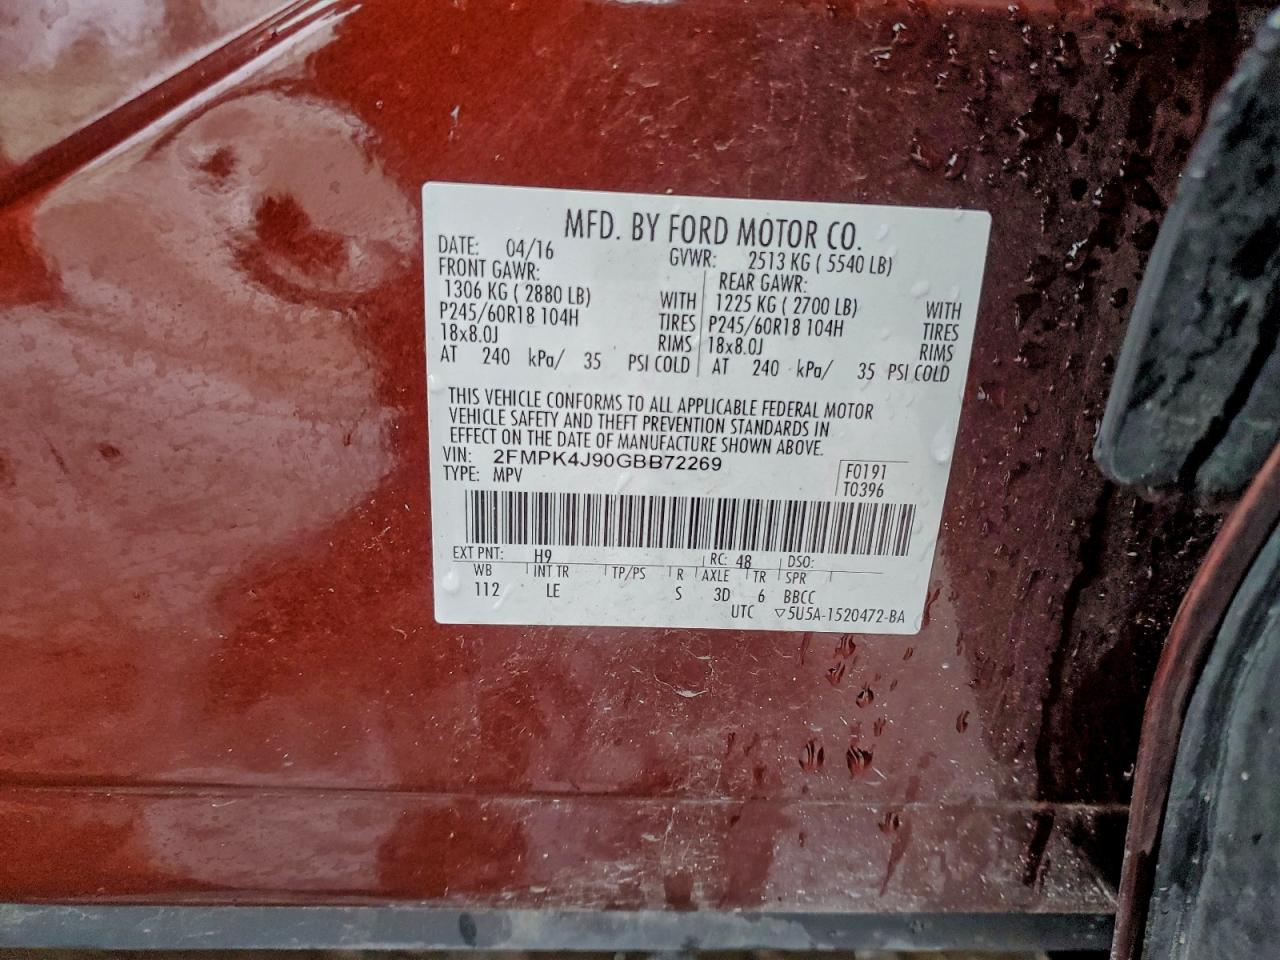 MFD. BY FORD MOTOR CO.
DATE: 04/16 GVWR: 2513 KG ( 5540 LB)
FRONT GAWR: REAR GAWR:
1306 KG ( 2880 LB) WITH 1225 KG ( 2700 LB) WITH
P245/60R18 104H TIRES P245/60R18 104H TIRES
18x8.0J RIMS 18x8.0J RIMS
AT 240 kPa/ 35 PSI COLD AT 240 kPa/ 35 PSI COLD
THIS VEHICLE CONFORMS TO ALL APPLICABLE FEDERAL MOTOR
VEHICLE SAFETY AND THEFT PREVENTION STANDARDS IN
EFFECT ON THE DATE OF MANUFACTURE SHOWN ABOVE.
VIN: 2FMPK4J90GBB72269
TYPE: MPV
F0191
T0396
EXT PNT: H9 RC: 48 DSO:
WB INT TR TP/PS R AXLE TR SPR
112 LE S 3D 6 BBCC
UTC ▽5U5A-1520472-BA